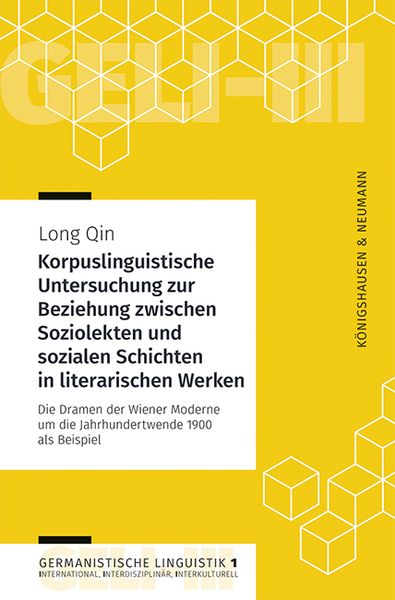 GELI-III
Long Qin
Korpuslinguistische
Untersuchung zur
Beziehung zwischen
Soziolekten und
sozialen Schichten
in literarischen Werken
Die Dramen der Wiener Moderne
um die Jahrhundertwende 1900
als Beispiel
KÖNIGSHAUSEN & NEUMANN
GERMANISTISCHE LINGUISTIK 1
INTERNATIONAL, INTERDISZIPLINÄR, INTERKULTURELL
GELI-III